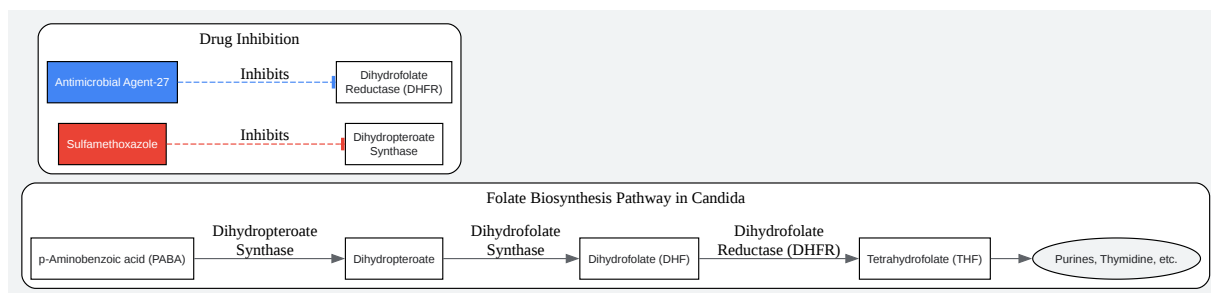 Drug Inhibition
Antimicrobial Agent-27
Inhibits
Dihydrofolate
Reductase (DHFR)
Sulfamethoxazole
Inhibits
Dihydropteroate
Synthase
Folate Biosynthesis Pathway in Candida
p-Aminobenzoic acid (PABA)
Dihydropteroate
Synthase
Dihydropteroate
Dihydrofolate
Synthase
Dihydrofolate (DHF)
Dihydrofolate
Reductase (DHFR)
Tetrahydrofolate (THF)
Purines, Thymidine, etc.